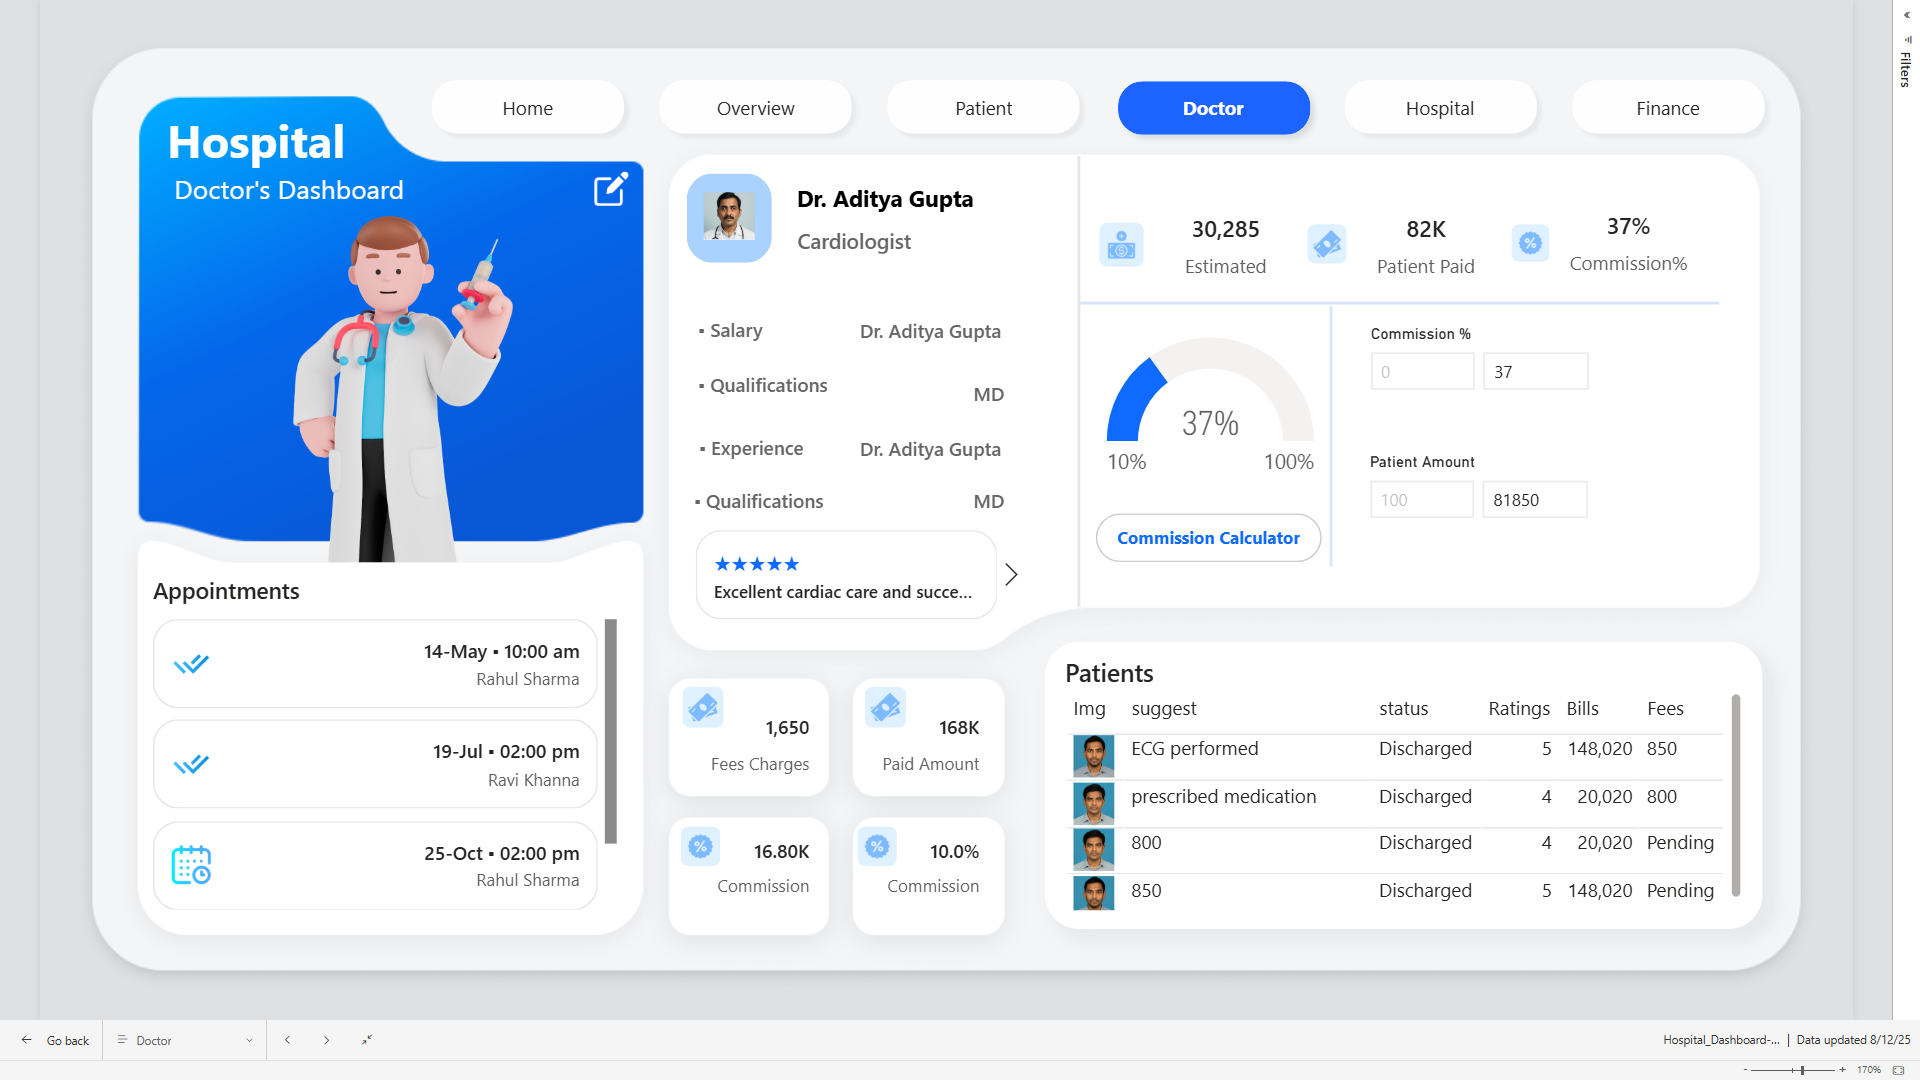 Home
Overview
Patient
Doctor
Hospital
Finance
Filters
Hospital
Doctor's Dashboard
Dr. Aditya Gupta
Cardiologist
▪ Salary
Dr. Aditya Gupta
▪ Qualifications
MD
▪ Experience
Dr. Aditya Gupta
▪ Qualifications
MD
★★★★★
Excellent cardiac care and succe...
30,285
Estimated
82K
Patient Paid
37%
Commission%
37%
10%
100%
Commission Calculator
Commission %
0
37
Patient Amount
100
81850
Appointments
14-May ▪ 10:00 am
Rahul Sharma
19-Jul ▪ 02:00 pm
Ravi Khanna
25-Oct ▪ 02:00 pm
Rahul Sharma
1,650
Fees Charges
168K
Paid Amount
16.80K
Commission
10.0%
Commission
Patients
Img suggest status Ratings Bills Fees
ECG performed Discharged 5 148,020 850
prescribed medication Discharged 4 20,020 800
800 Discharged 4 20,020 Pending
850 Discharged 5 148,020 Pending
Go back
Doctor
Hospital_Dashboard-... | Data updated 8/12/25
- + 170%